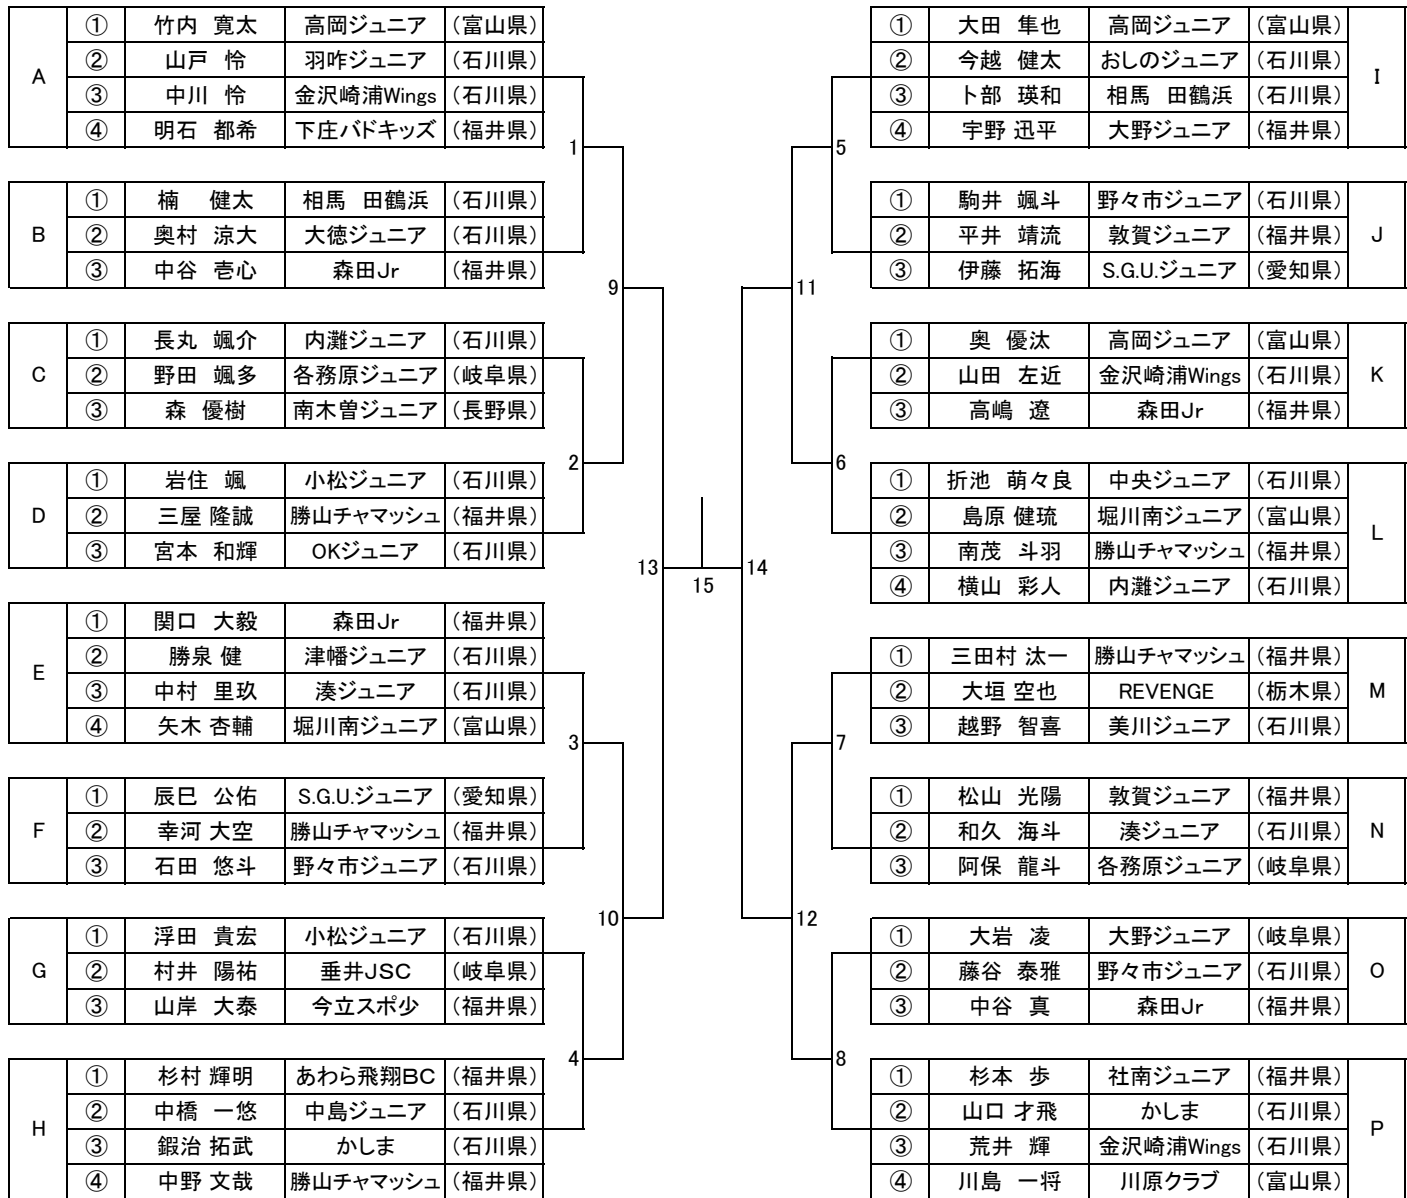 A
① 竹内 寛太 高岡ジュニア (富山県)
② 山戸 怜 羽咋ジュニア (石川県)
③ 中川 怜 金沢崎浦Wings (石川県)
④ 明石 都希 下庄バドキッズ (福井県)
B
① 楠 健太 相馬 田鶴浜 (石川県)
② 奥村 涼大 大徳ジュニア (石川県)
③ 中谷 壱心 森田Jr (福井県)
C
① 長丸 颯介 内灘ジュニア (石川県)
② 野田 颯多 各務原ジュニア (岐阜県)
③ 森 優樹 南木曽ジュニア (長野県)
D
① 岩住 颯 小松ジュニア (石川県)
② 三屋 隆誠 勝山チャマッシュ (福井県)
③ 宮本 和輝 OKジュニア (石川県)
E
① 関口 大毅 森田Jr (福井県)
② 勝泉 健 津幡ジュニア (石川県)
③ 中村 里玖 湊ジュニア (石川県)
④ 矢木 杏輔 堀川南ジュニア (富山県)
F
① 辰巳 公佑 S.G.U.ジュニア (愛知県)
② 幸河 大空 勝山チャマッシュ (福井県)
③ 石田 悠斗 野々市ジュニア (石川県)
G
① 浮田 貴宏 小松ジュニア (石川県)
② 村井 陽祐 垂井JSC (岐阜県)
③ 山岸 大泰 今立スポ少 (福井県)
H
① 杉村 輝明 あわら飛翔BC (福井県)
② 中橋 一悠 中島ジュニア (石川県)
③ 鍜治 拓武 かしま (石川県)
④ 中野 文哉 勝山チャマッシュ (福井県)
1
2
3
4
9
10
13
15
14
11
12
5
6
7
8
① 大田 隼也 高岡ジュニア (富山県)
② 今越 健太 おしのジュニア (石川県)
③ 卜部 瑛和 相馬 田鶴浜 (石川県)
④ 宇野 迅平 大野ジュニア (福井県)
I
① 駒井 颯斗 野々市ジュニア (石川県)
② 平井 靖流 敦賀ジュニア (福井県)
③ 伊藤 拓海 S.G.U.ジュニア (愛知県)
J
① 奥 優汰 高岡ジュニア (富山県)
② 山田 左近 金沢崎浦Wings (石川県)
③ 高嶋 遼 森田Jr (福井県)
K
① 折池 萌々良 中央ジュニア (石川県)
② 島原 健琉 堀川南ジュニア (富山県)
③ 南茂 斗羽 勝山チャマッシュ (福井県)
④ 横山 彩人 内灘ジュニア (石川県)
L
① 三田村 汰一 勝山チャマッシュ (福井県)
② 大垣 空也 REVENGE (栃木県)
③ 越野 智喜 美川ジュニア (石川県)
M
① 松山 光陽 敦賀ジュニア (福井県)
② 和久 海斗 湊ジュニア (石川県)
③ 阿保 龍斗 各務原ジュニア (岐阜県)
N
① 大岩 凌 大野ジュニア (岐阜県)
② 藤谷 泰雅 野々市ジュニア (石川県)
③ 中谷 真 森田Jr (福井県)
O
① 杉本 歩 社南ジュニア (福井県)
② 山口 才飛 かしま (石川県)
③ 荒井 輝 金沢崎浦Wings (石川県)
④ 川島 一将 川原クラブ (富山県)
P